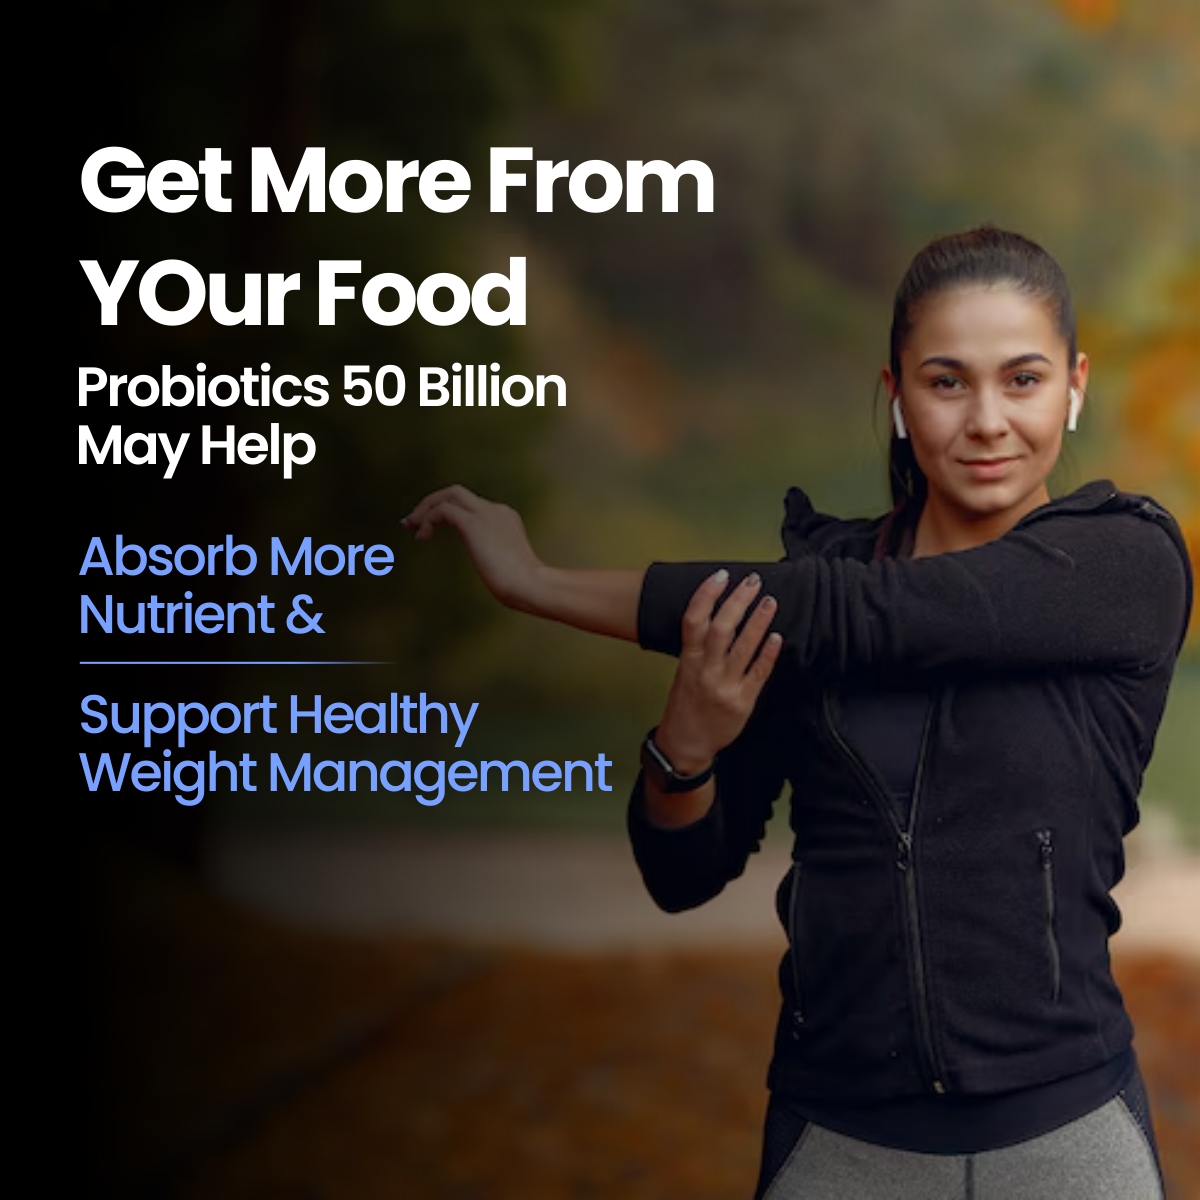 Get More From
YOur Food
Probiotics 50 Billion
May Help
Absorb More
Nutrient &
Support Healthy
Weight Management